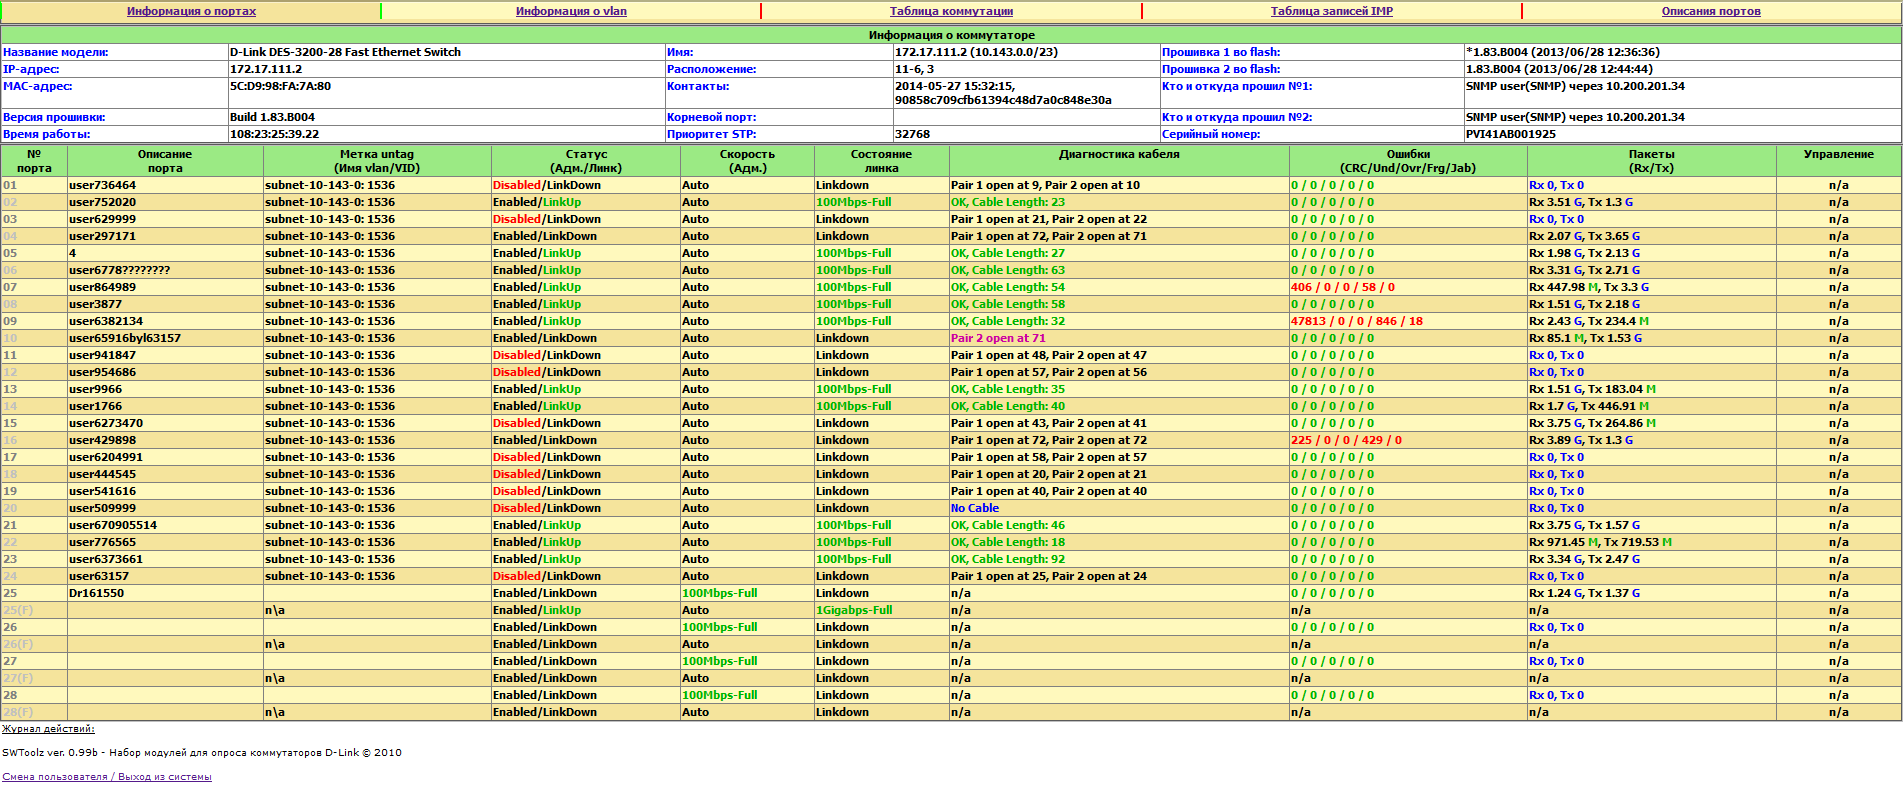 Информация о портах Информация о vlan Таблица коммутации Таблица записей IMP Описания портов
Информация о коммутаторе
Название модели: D-Link DES-3200-28 Fast Ethernet Switch Имя: 172.17.111.2 (10.143.0.0/23) Прошивка 1 во flash: *1.83.B004 (2013/06/28 12:36:36)
IP-адрес: 172.17.111.2 Расположение: 11-6, 3 Прошивка 2 во flash: 1.83.B004 (2013/06/28 12:44:44)
MAC-адрес: 5C:D9:98:FA:7A:80 Контакты: 2014-05-27 15:32:15, Кто и откуда прошил №1: SNMP user(SNMP) через 10.200.201.34
90858c709cfb61394c48d7a0c848e30a
Версия прошивки: Build 1.83.B004 Корневой порт: Кто и откуда прошил №2: SNMP user(SNMP) через 10.200.201.34
Время работы: 108:23:25:39.22 Приоритет STP: 32768 Серийный номер: PVI41AB001925
№ Описание Метка untag Статус Скорость Состояние Диагностика кабеля Ошибки Пакеты Управление
порта порта (Имя vlan/VID) (Адм./Линк) (Адм.) линка (CRC/Und/Ovr/Frg/Jab) (Rx/Tx)
01 user736464 subnet-10-143-0: 1536 Disabled/LinkDown Auto Linkdown Pair 1 open at 9, Pair 2 open at 10 0 / 0 / 0 / 0 / 0 Rx 0, Tx 0 n/a
02 user752020 subnet-10-143-0: 1536 Enabled/LinkUp Auto 100Mbps-Full OK, Cable Length: 23 0 / 0 / 0 / 0 / 0 Rx 3.51 G, Tx 1.3 G n/a
03 user629999 subnet-10-143-0: 1536 Disabled/LinkDown Auto Linkdown Pair 1 open at 21, Pair 2 open at 22 0 / 0 / 0 / 0 / 0 Rx 0, Tx 0 n/a
04 user297171 subnet-10-143-0: 1536 Enabled/LinkDown Auto Linkdown Pair 1 open at 72, Pair 2 open at 71 0 / 0 / 0 / 0 / 0 Rx 2.07 G, Tx 3.65 G n/a
05 4 subnet-10-143-0: 1536 Enabled/LinkUp Auto 100Mbps-Full OK, Cable Length: 27 0 / 0 / 0 / 0 / 0 Rx 1.98 G, Tx 2.13 G n/a
06 user6778???????? subnet-10-143-0: 1536 Enabled/LinkUp Auto 100Mbps-Full OK, Cable Length: 63 0 / 0 / 0 / 0 / 0 Rx 3.31 G, Tx 2.71 G n/a
07 user864989 subnet-10-143-0: 1536 Enabled/LinkUp Auto 100Mbps-Full OK, Cable Length: 54 406 / 0 / 0 / 58 / 0 Rx 447.98 M, Tx 3.3 G n/a
08 user3877 subnet-10-143-0: 1536 Enabled/LinkUp Auto 100Mbps-Full OK, Cable Length: 58 0 / 0 / 0 / 0 / 0 Rx 1.51 G, Tx 2.18 G n/a
09 user6382134 subnet-10-143-0: 1536 Enabled/LinkUp Auto 100Mbps-Full OK, Cable Length: 32 47813 / 0 / 0 / 846 / 18 Rx 2.43 G, Tx 234.4 M n/a
10 user65916byl63157 subnet-10-143-0: 1536 Enabled/LinkDown Auto Linkdown Pair 2 open at 71 0 / 0 / 0 / 0 / 0 Rx 85.1 M, Tx 1.53 G n/a
11 user941847 subnet-10-143-0: 1536 Disabled/LinkDown Auto Linkdown Pair 1 open at 48, Pair 2 open at 47 0 / 0 / 0 / 0 / 0 Rx 0, Tx 0 n/a
12 user954686 subnet-10-143-0: 1536 Disabled/LinkDown Auto Linkdown Pair 1 open at 57, Pair 2 open at 56 0 / 0 / 0 / 0 / 0 Rx 0, Tx 0 n/a
13 user9966 subnet-10-143-0: 1536 Enabled/LinkUp Auto 100Mbps-Full OK, Cable Length: 35 0 / 0 / 0 / 0 / 0 Rx 1.51 G, Tx 183.04 M n/a
14 user1766 subnet-10-143-0: 1536 Enabled/LinkUp Auto 100Mbps-Full OK, Cable Length: 40 0 / 0 / 0 / 0 / 0 Rx 1.7 G, Tx 446.91 M n/a
15 user6273470 subnet-10-143-0: 1536 Disabled/LinkDown Auto Linkdown Pair 1 open at 43, Pair 2 open at 41 0 / 0 / 0 / 0 / 0 Rx 3.75 G, Tx 264.86 M n/a
16 user429898 subnet-10-143-0: 1536 Enabled/LinkDown Auto Linkdown Pair 1 open at 72, Pair 2 open at 72 225 / 0 / 0 / 429 / 0 Rx 3.89 G, Tx 1.3 G n/a
17 user6204991 subnet-10-143-0: 1536 Disabled/LinkDown Auto Linkdown Pair 1 open at 58, Pair 2 open at 57 0 / 0 / 0 / 0 / 0 Rx 0, Tx 0 n/a
18 user444545 subnet-10-143-0: 1536 Disabled/LinkDown Auto Linkdown Pair 1 open at 20, Pair 2 open at 21 0 / 0 / 0 / 0 / 0 Rx 0, Tx 0 n/a
19 user541616 subnet-10-143-0: 1536 Disabled/LinkDown Auto Linkdown Pair 1 open at 40, Pair 2 open at 40 0 / 0 / 0 / 0 / 0 Rx 0, Tx 0 n/a
20 user509999 subnet-10-143-0: 1536 Disabled/LinkDown Auto Linkdown No Cable 0 / 0 / 0 / 0 / 0 Rx 0, Tx 0 n/a
21 user670905514 subnet-10-143-0: 1536 Enabled/LinkUp Auto 100Mbps-Full OK, Cable Length: 46 0 / 0 / 0 / 0 / 0 Rx 3.75 G, Tx 1.57 G n/a
22 user776565 subnet-10-143-0: 1536 Enabled/LinkUp Auto 100Mbps-Full OK, Cable Length: 18 0 / 0 / 0 / 0 / 0 Rx 971.45 M, Tx 719.53 M n/a
23 user6373661 subnet-10-143-0: 1536 Enabled/LinkUp Auto 100Mbps-Full OK, Cable Length: 92 0 / 0 / 0 / 0 / 0 Rx 3.34 G, Tx 2.47 G n/a
24 user63157 subnet-10-143-0: 1536 Disabled/LinkDown Auto Linkdown Pair 1 open at 25, Pair 2 open at 24 0 / 0 / 0 / 0 / 0 Rx 0, Tx 0 n/a
25 Dr161550 Enabled/LinkDown 100Mbps-Full Linkdown n/a 0 / 0 / 0 / 0 / 0 Rx 1.24 G, Tx 1.37 G n/a
25(F) n\a Enabled/LinkUp Auto 1Gigabps-Full n/a n/a n/a n/a
26 Enabled/LinkDown 100Mbps-Full Linkdown n/a 0 / 0 / 0 / 0 / 0 Rx 0, Tx 0 n/a
26(F) n\a Enabled/LinkDown Auto Linkdown n/a n/a n/a n/a
27 Enabled/LinkDown 100Mbps-Full Linkdown n/a 0 / 0 / 0 / 0 / 0 Rx 0, Tx 0 n/a
27(F) n\a Enabled/LinkDown Auto Linkdown n/a n/a n/a n/a
28 Enabled/LinkDown 100Mbps-Full Linkdown n/a 0 / 0 / 0 / 0 / 0 Rx 0, Tx 0 n/a
28(F) n\a Enabled/LinkDown Auto Linkdown n/a n/a n/a n/a
Журнал действий:
SWToolz ver. 0.99b - Набор модулей для опроса коммутаторов D-Link © 2010
Смена пользователя / Выход из системы